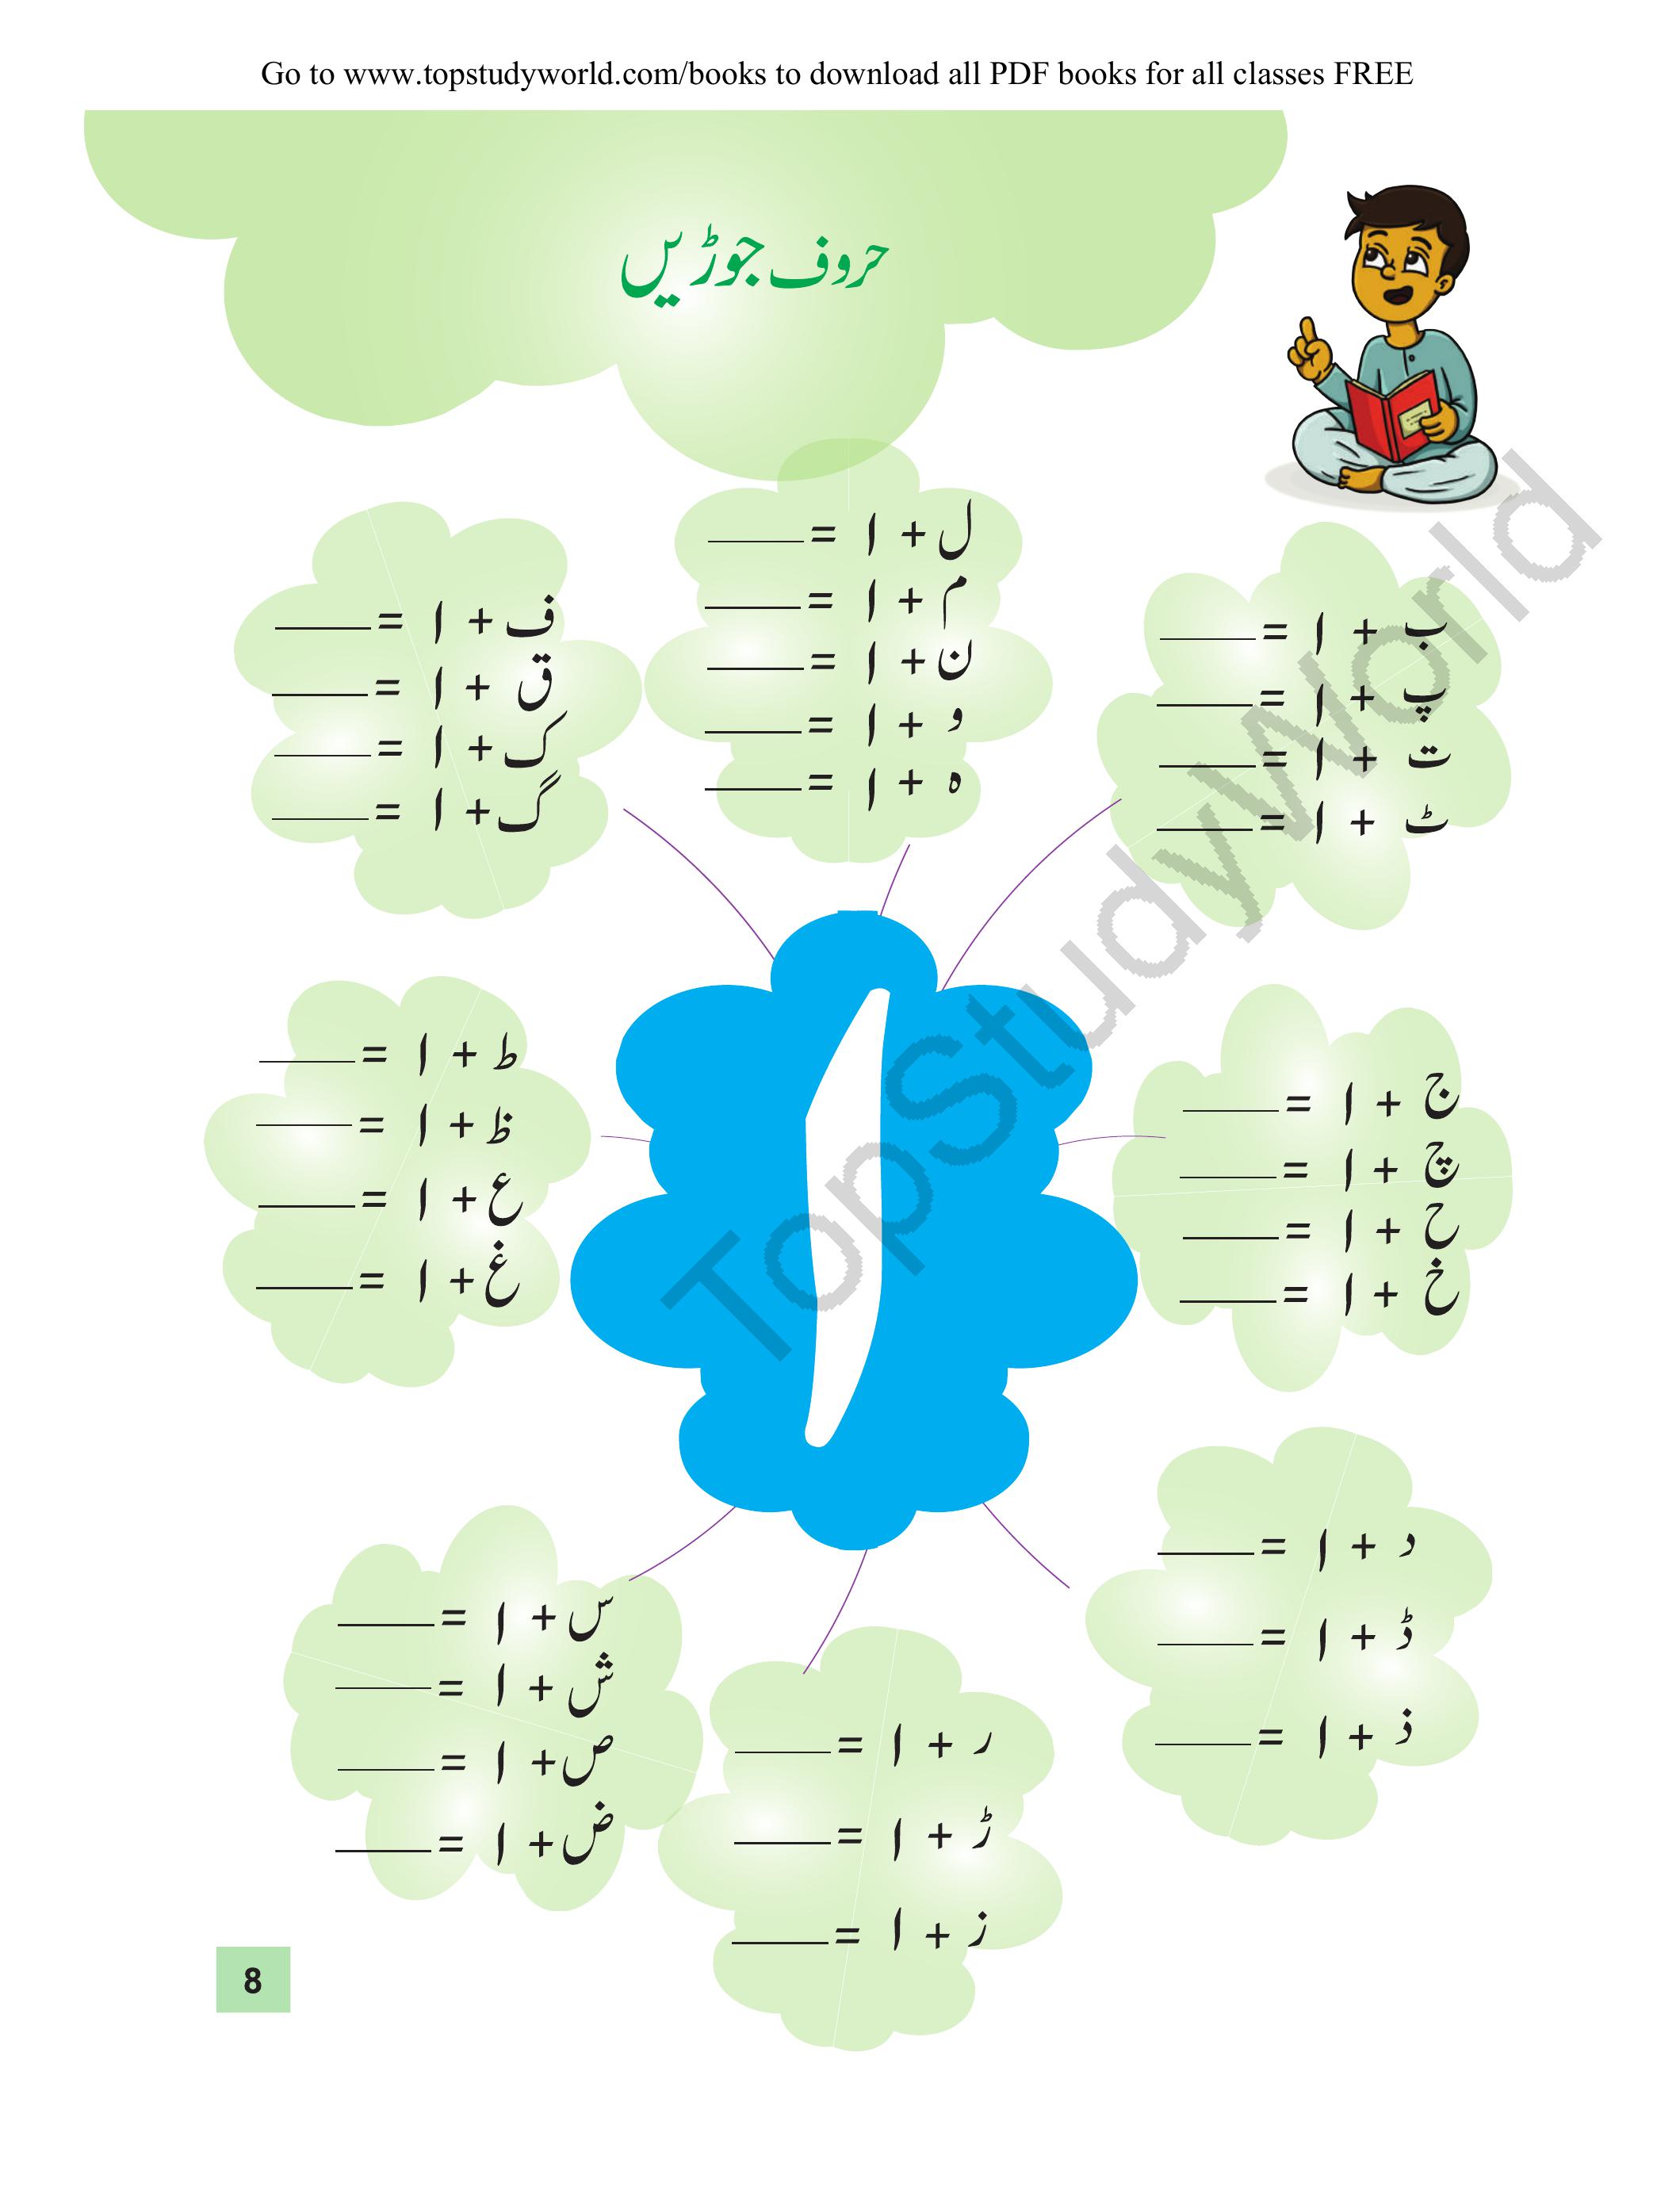 Go to www.topstudyworld.com/books to download all PDF books for all classes FREE
حروف جوڑیں
ب + ا = ____
پ + ا = ____
ت + ا = ____
ٹ + ا = ____
ل + ا = ____
م + ا = ____
ن + ا = ____
و + ا = ____
ہ + ا = ____
ف + ا = ____
ق + ا = ____
ک + ا = ____
گ + ا = ____
ج + ا = ____
چ + ا = ____
ح + ا = ____
خ + ا = ____
ا
ط + ا = ____
ظ + ا = ____
ع + ا = ____
غ + ا = ____
د + ا = ____
ڈ + ا = ____
ذ + ا = ____
ر + ا = ____
ڑ + ا = ____
ز + ا = ____
س + ا = ____
ش + ا = ____
ص + ا = ____
ض + ا = ____
TopStudyWorld
8